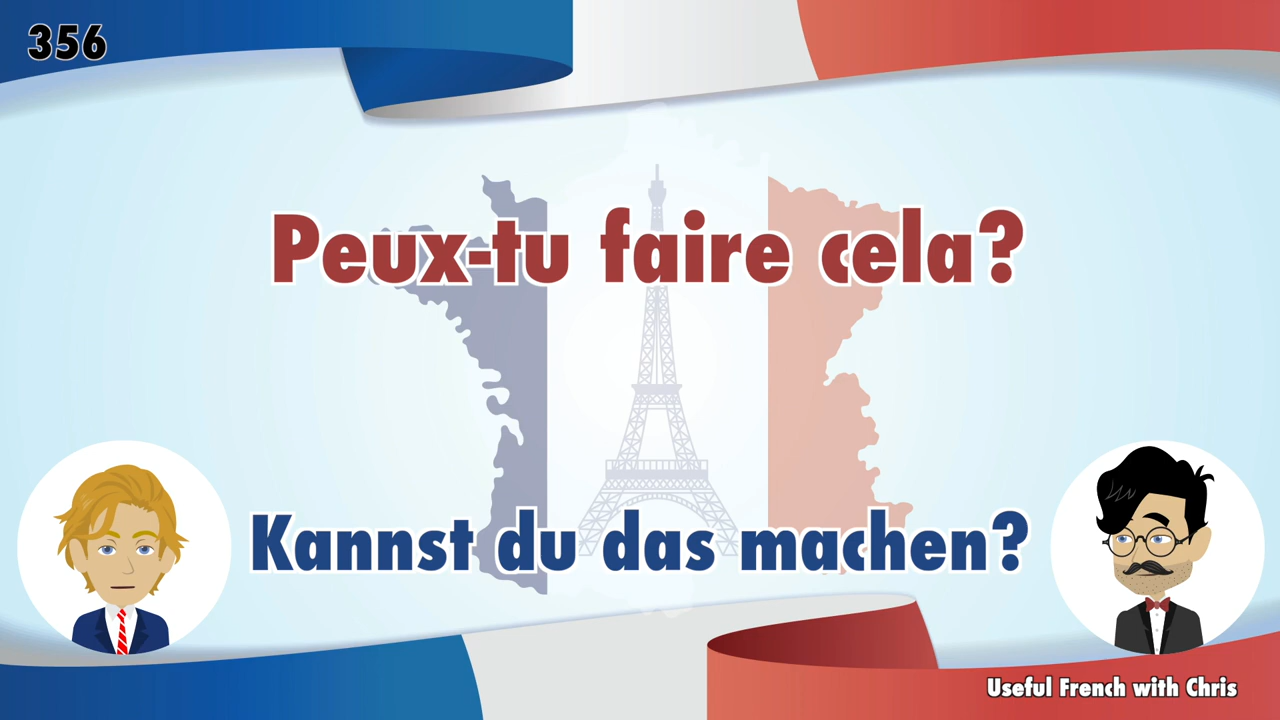 356
Peux-tu faire cela?
Kannst du das machen?
Useful French with Chris